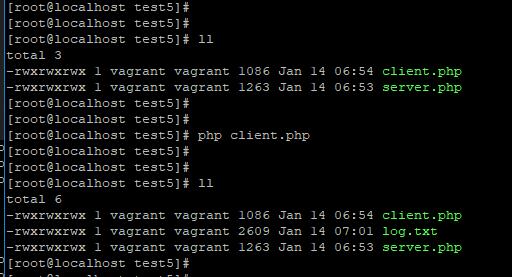 [root@localhost test5]#
[root@localhost test5]#
[root@localhost test5]# ll
total 3
-rwxrwxrwx 1 vagrant vagrant 1086 Jan 14 06:54 client.php
-rwxrwxrwx 1 vagrant vagrant 1263 Jan 14 06:53 server.php
[root@localhost test5]#
[root@localhost test5]#
[root@localhost test5]# php client.php
[root@localhost test5]#
[root@localhost test5]#
[root@localhost test5]# ll
total 6
-rwxrwxrwx 1 vagrant vagrant 1086 Jan 14 06:54 client.php
-rwxrwxrwx 1 vagrant vagrant 2609 Jan 14 07:01 log.txt
-rwxrwxrwx 1 vagrant vagrant 1263 Jan 14 06:53 server.php
[root@localhost test5]#